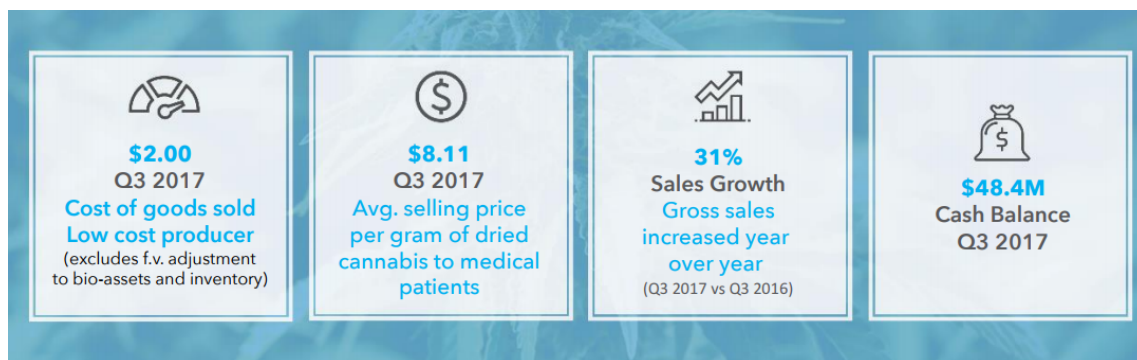 $2.00
Q3 2017
Cost of goods sold
Low cost producer
(excludes f.v. adjustment
to bio-assets and inventory)
$
$8.11
Q3 2017
Avg. selling price
per gram of dried
cannabis to medical
patients
31%
Sales Growth
Gross sales
increased year
over year
(Q3 2017 vs Q3 2016)
$
$48.4M
Cash Balance
Q3 2017